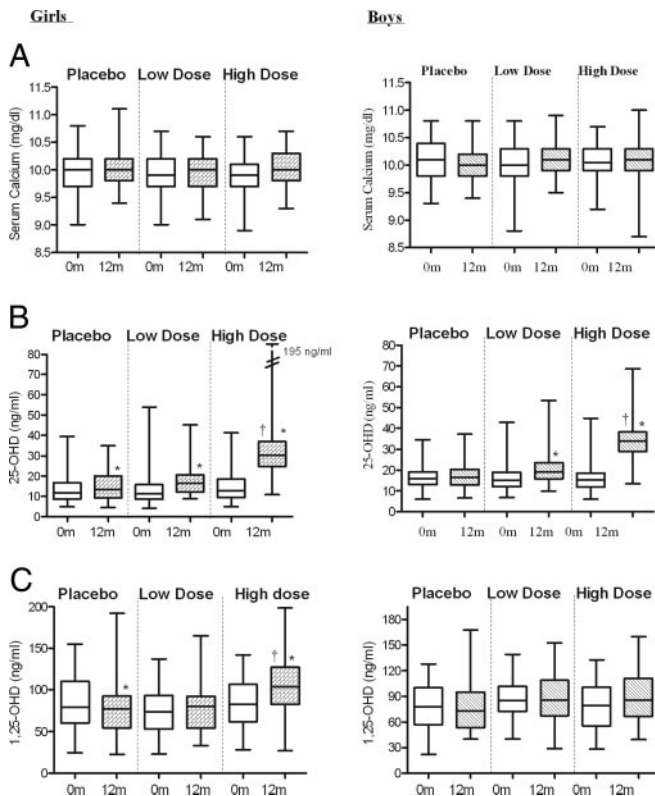 Girls
Boys
A
Placebo Low Dose High Dose
Serum Calcium (mg/dl)
11.5
11.0
10.5
10.0
9.5
9.0
8.5
0m 12m 0m 12m 0m 12m
Placebo Low Dose High Dose
Serum Calcium (mg/dl)
11.5
11.0
10.5
10.0
9.5
9.0
8.5
0m 12m 0m 12m 0m 12m
B
Placebo Low Dose High Dose
25-OHD (ng/ml)
80
70
60
50
40
30
20
10
0
195 ng/ml
* * † *
0m 12m 0m 12m 0m 12m
Placebo Low Dose High Dose
25-OHD (ng/ml)
80
70
60
50
40
30
20
10
0
* † *
0m 12m 0m 12m 0m 12m
C
Placebo Low Dose High dose
1,25-OHD (ng/ml)
200
150
100
50
0
* † *
0m 12m 0m 12m 0m 12m
Placebo Low Dose High Dose
1,25-OHD (ng/ml)
180
150
120
90
60
30
0
0m 12m 0m 12m 0m 12m